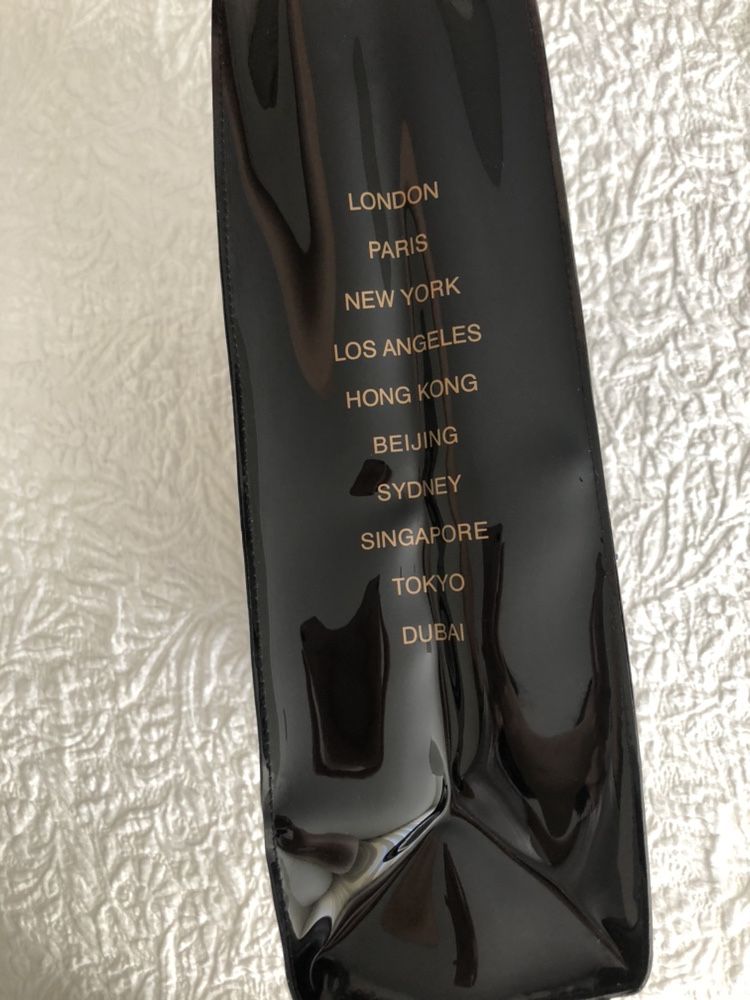 LONDON
PARIS
NEW YORK
LOS ANGELES
HONG KONG
BEIJING
SYDNEY
SINGAPORE
TOKYO
DUBAI